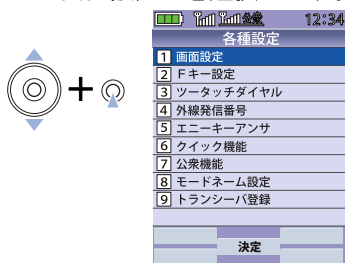 公衆 12:34
各種設定
1 画面設定
2 Fキー設定
3 ツータッチダイヤル
4 外線発信番号
5 エニーキーアンサ
6 クイック機能
7 公衆機能
8 モードネーム設定
9 トランシーバ登録
決定